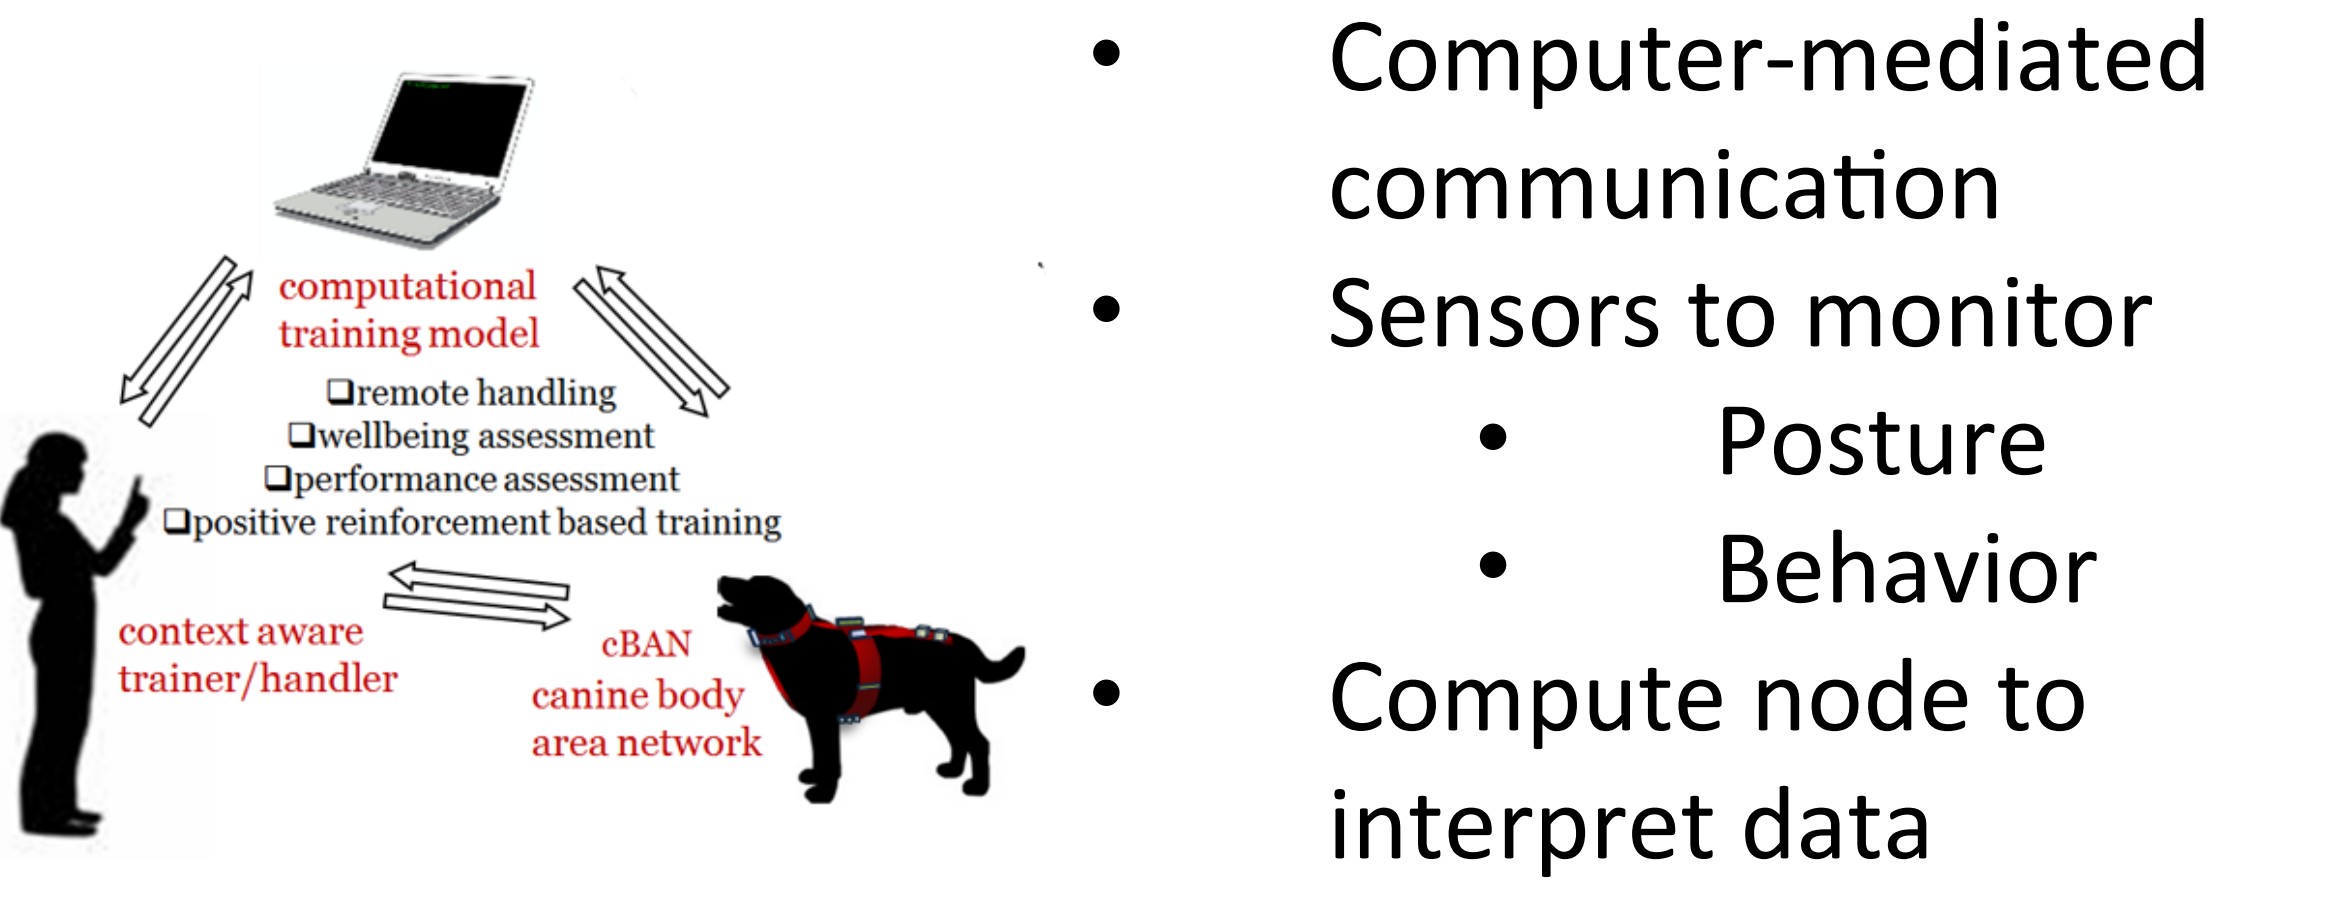 computational
training model
❑remote handling
❑wellbeing assessment
❑performance assessment
❑positive reinforcement based training
context aware
trainer/handler
cBAN
canine body
area network
• Computer-mediated
communication
• Sensors to monitor
• Posture
• Behavior
• Compute node to
interpret data